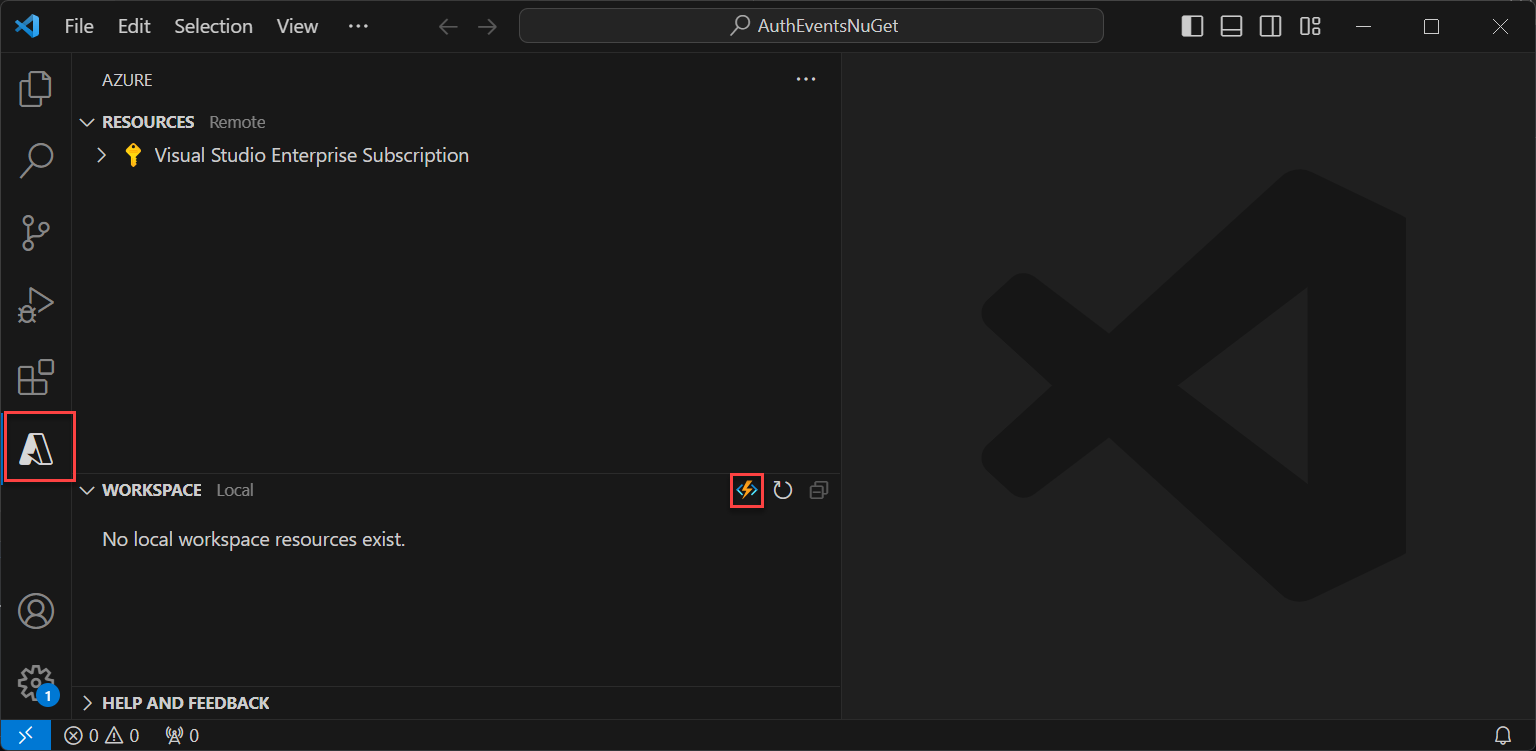 File Edit Selection View ··· AuthEventsNuGet
AZURE ···
RESOURCES Remote
Visual Studio Enterprise Subscription
WORKSPACE Local
No local workspace resources exist.
1
HELP AND FEEDBACK
0 0 0